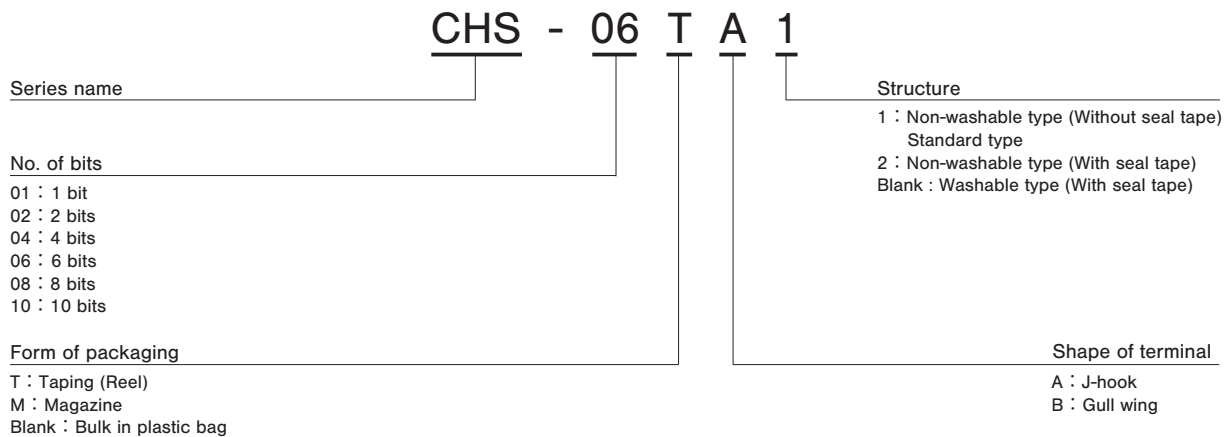 CHS - 06 T A 1
Series name
No. of bits
01：1 bit
02：2 bits
04：4 bits
06：6 bits
08：8 bits
10：10 bits
Form of packaging
T：Taping (Reel)
M：Magazine
Blank：Bulk in plastic bag
Structure
1：Non-washable type (Without seal tape)
Standard type
2：Non-washable type (With seal tape)
Blank : Washable type (With seal tape)
Shape of terminal
A：J-hook
B：Gull wing